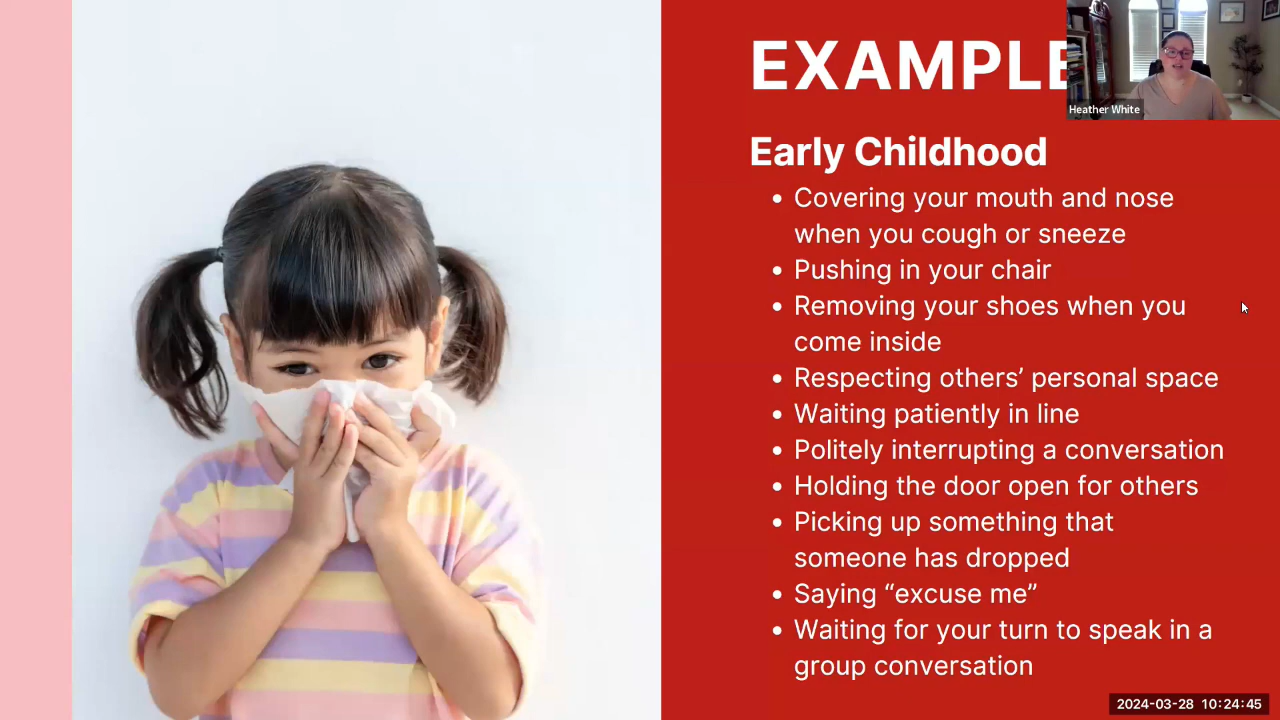 EXAMPLE
Heather White
Early Childhood
• Covering your mouth and nose
when you cough or sneeze
• Pushing in your chair
• Removing your shoes when you
come inside
• Respecting others’ personal space
• Waiting patiently in line
• Politely interrupting a conversation
• Holding the door open for others
• Picking up something that
someone has dropped
• Saying “excuse me”
• Waiting for your turn to speak in a
group conversation
2024-03-28 10:24:45